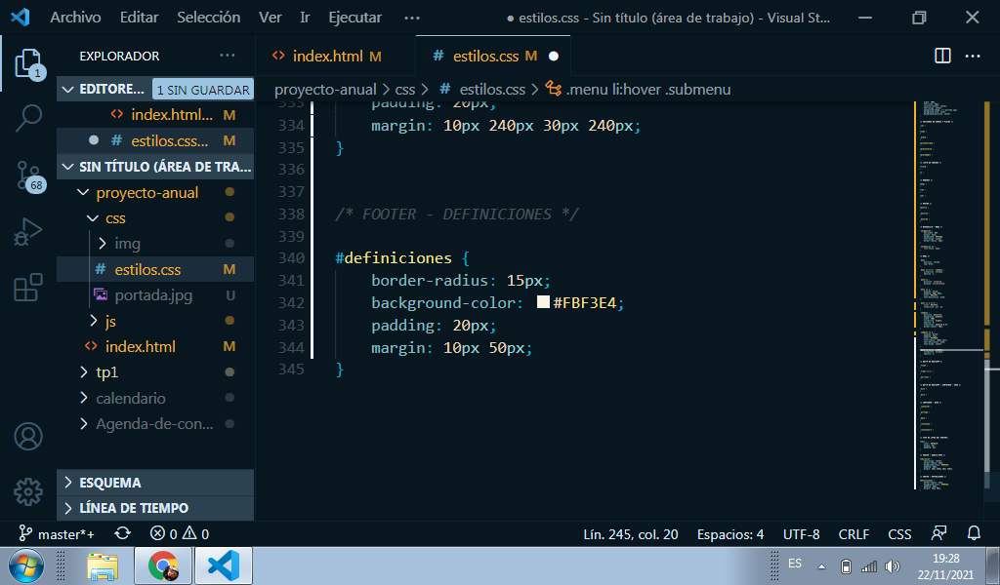 Archivo Editar Selección Ver Ir Ejecutar ··· ● estilos.css - Sin título (área de trabajo) - Visual St...
EXPLORADOR ···
1
EDITORE... 1 SIN GUARDAR
<> index.html... M
● # estilos.css... M
SIN TÍTULO (ÁREA DE TRA...
68
proyecto-anual
css
img
# estilos.css M
portada.jpg U
js
<> index.html M
tp1
calendario
Agenda-de-con...
ESQUEMA
LÍNEA DE TIEMPO
<> index.html M # estilos.css M ●
proyecto-anual > css > # estilos.css > .menu li:hover .submenu
333 padding: 20px;
334 margin: 10px 240px 30px 240px;
335 }
336
337
338 /* FOOTER - DEFINICIONES */
339
340 #definiciones {
341 border-radius: 15px;
342 background-color: #FBF3E4;
343 padding: 20px;
344 margin: 10px 50px;
345 }
master*+ 0 0 Lín. 245, col. 20 Espacios: 4 UTF-8 CRLF CSS
ES 19:28
22/11/2021